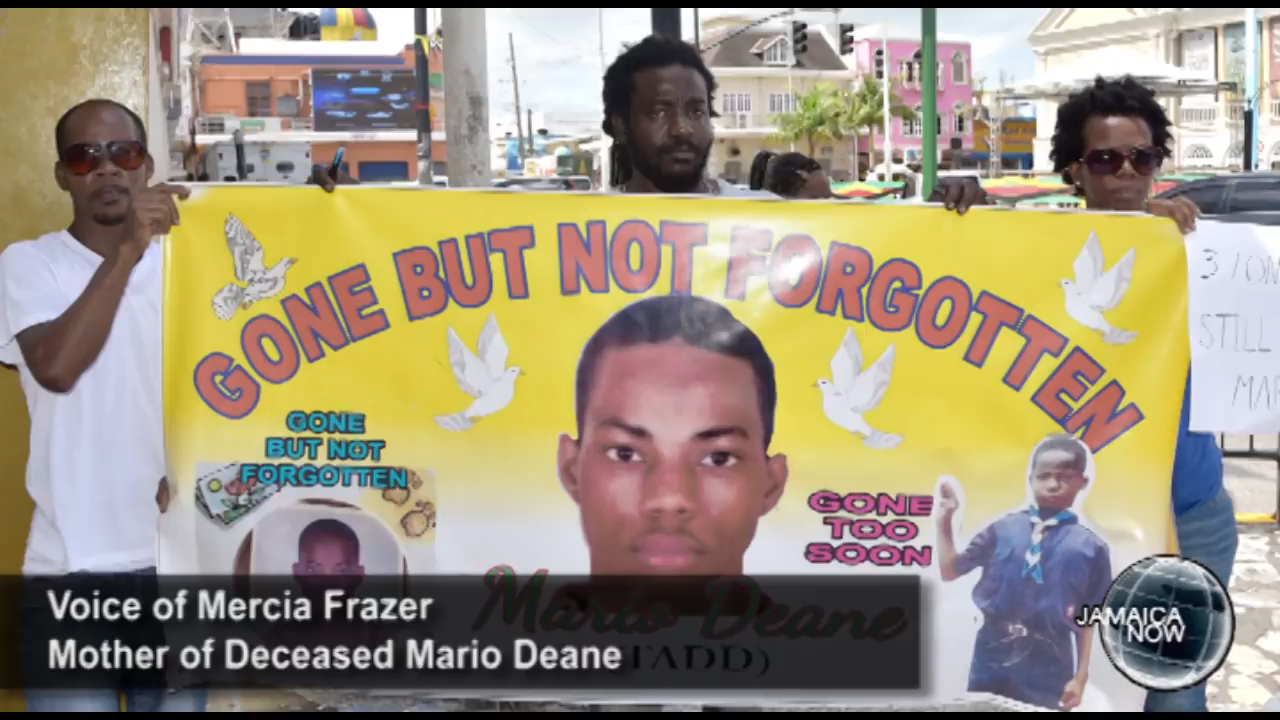 GONE BUT NOT FORGOTTEN
GONE
BUT NOT
FORGOTTEN
GONE
TOO
SOON
Mario Deane
3
STILL
Voice of Mercia Frazer
Mother of Deceased Mario Deane
JAMAICA
NOW